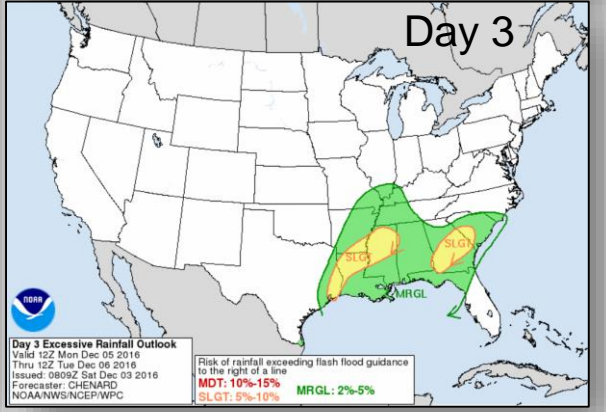 Day 3
SLGT
SLGT
MRGL
NOAA
Day 3 Excessive Rainfall Outlook
Valid 12Z Mon Dec 05 2016
Thru 12Z Tue Dec 06 2016
Issued: 0809Z Sat Dec 03 2016
Forecaster: CHENARD
NOAA/NWS/NCEP/WPC
Risk of rainfall exceeding flash flood guidance
to the right of a line
MDT: 10%-15%
SLGT: 5%-10%
MRGL: 2%-5%